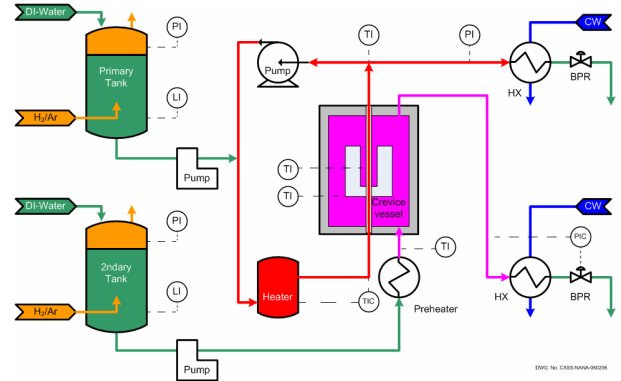 DI-Water
PI
Primary
Tank
LI
H2/Ar
Pump
Pump
TI
PI
CW
HX
BPR
TI
TI
Crevice
vessel
DI-Water
PI
2ndary
Tank
LI
H2/Ar
Pump
Heater
TIC
TI
Preheater
CW
PIC
HX
BPR
DWG. No. CASS-NANA-060206